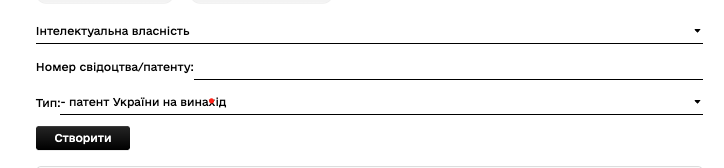 Інтелектуальна власність
Номер свідоцтва/патенту:
Тип:- патент України на винахід
Створити